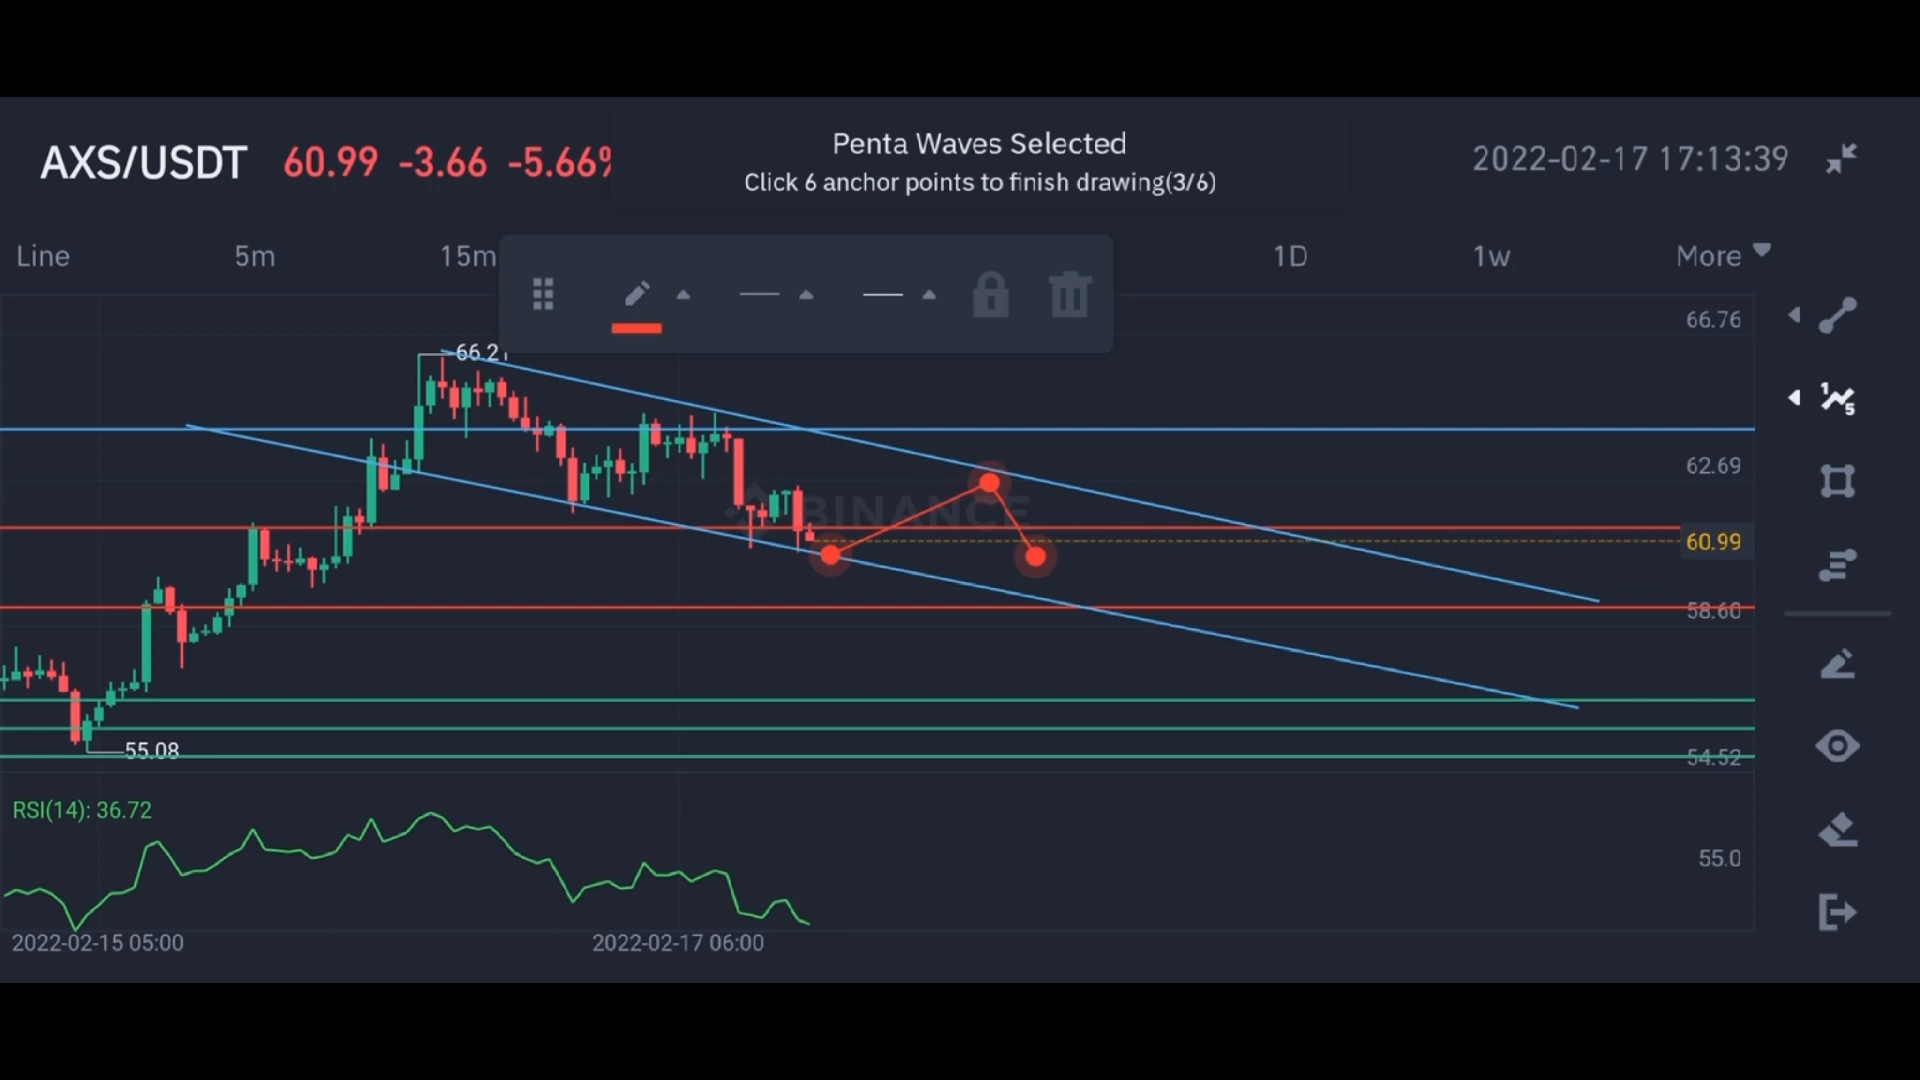 Penta Waves Selected
AXS/USDT 60.99 -3.66 -5.66%
2022-02-17 17:13:39
Click 6 anchor points to finish drawing(3/6)
Line 5m 15m 1D 1w More
66.76
66.21
62.69
BINANCE
60.99
58.60
55.08
54.52
RSI(14): 36.72
55.0
2022-02-15 05:00 2022-02-17 06:00